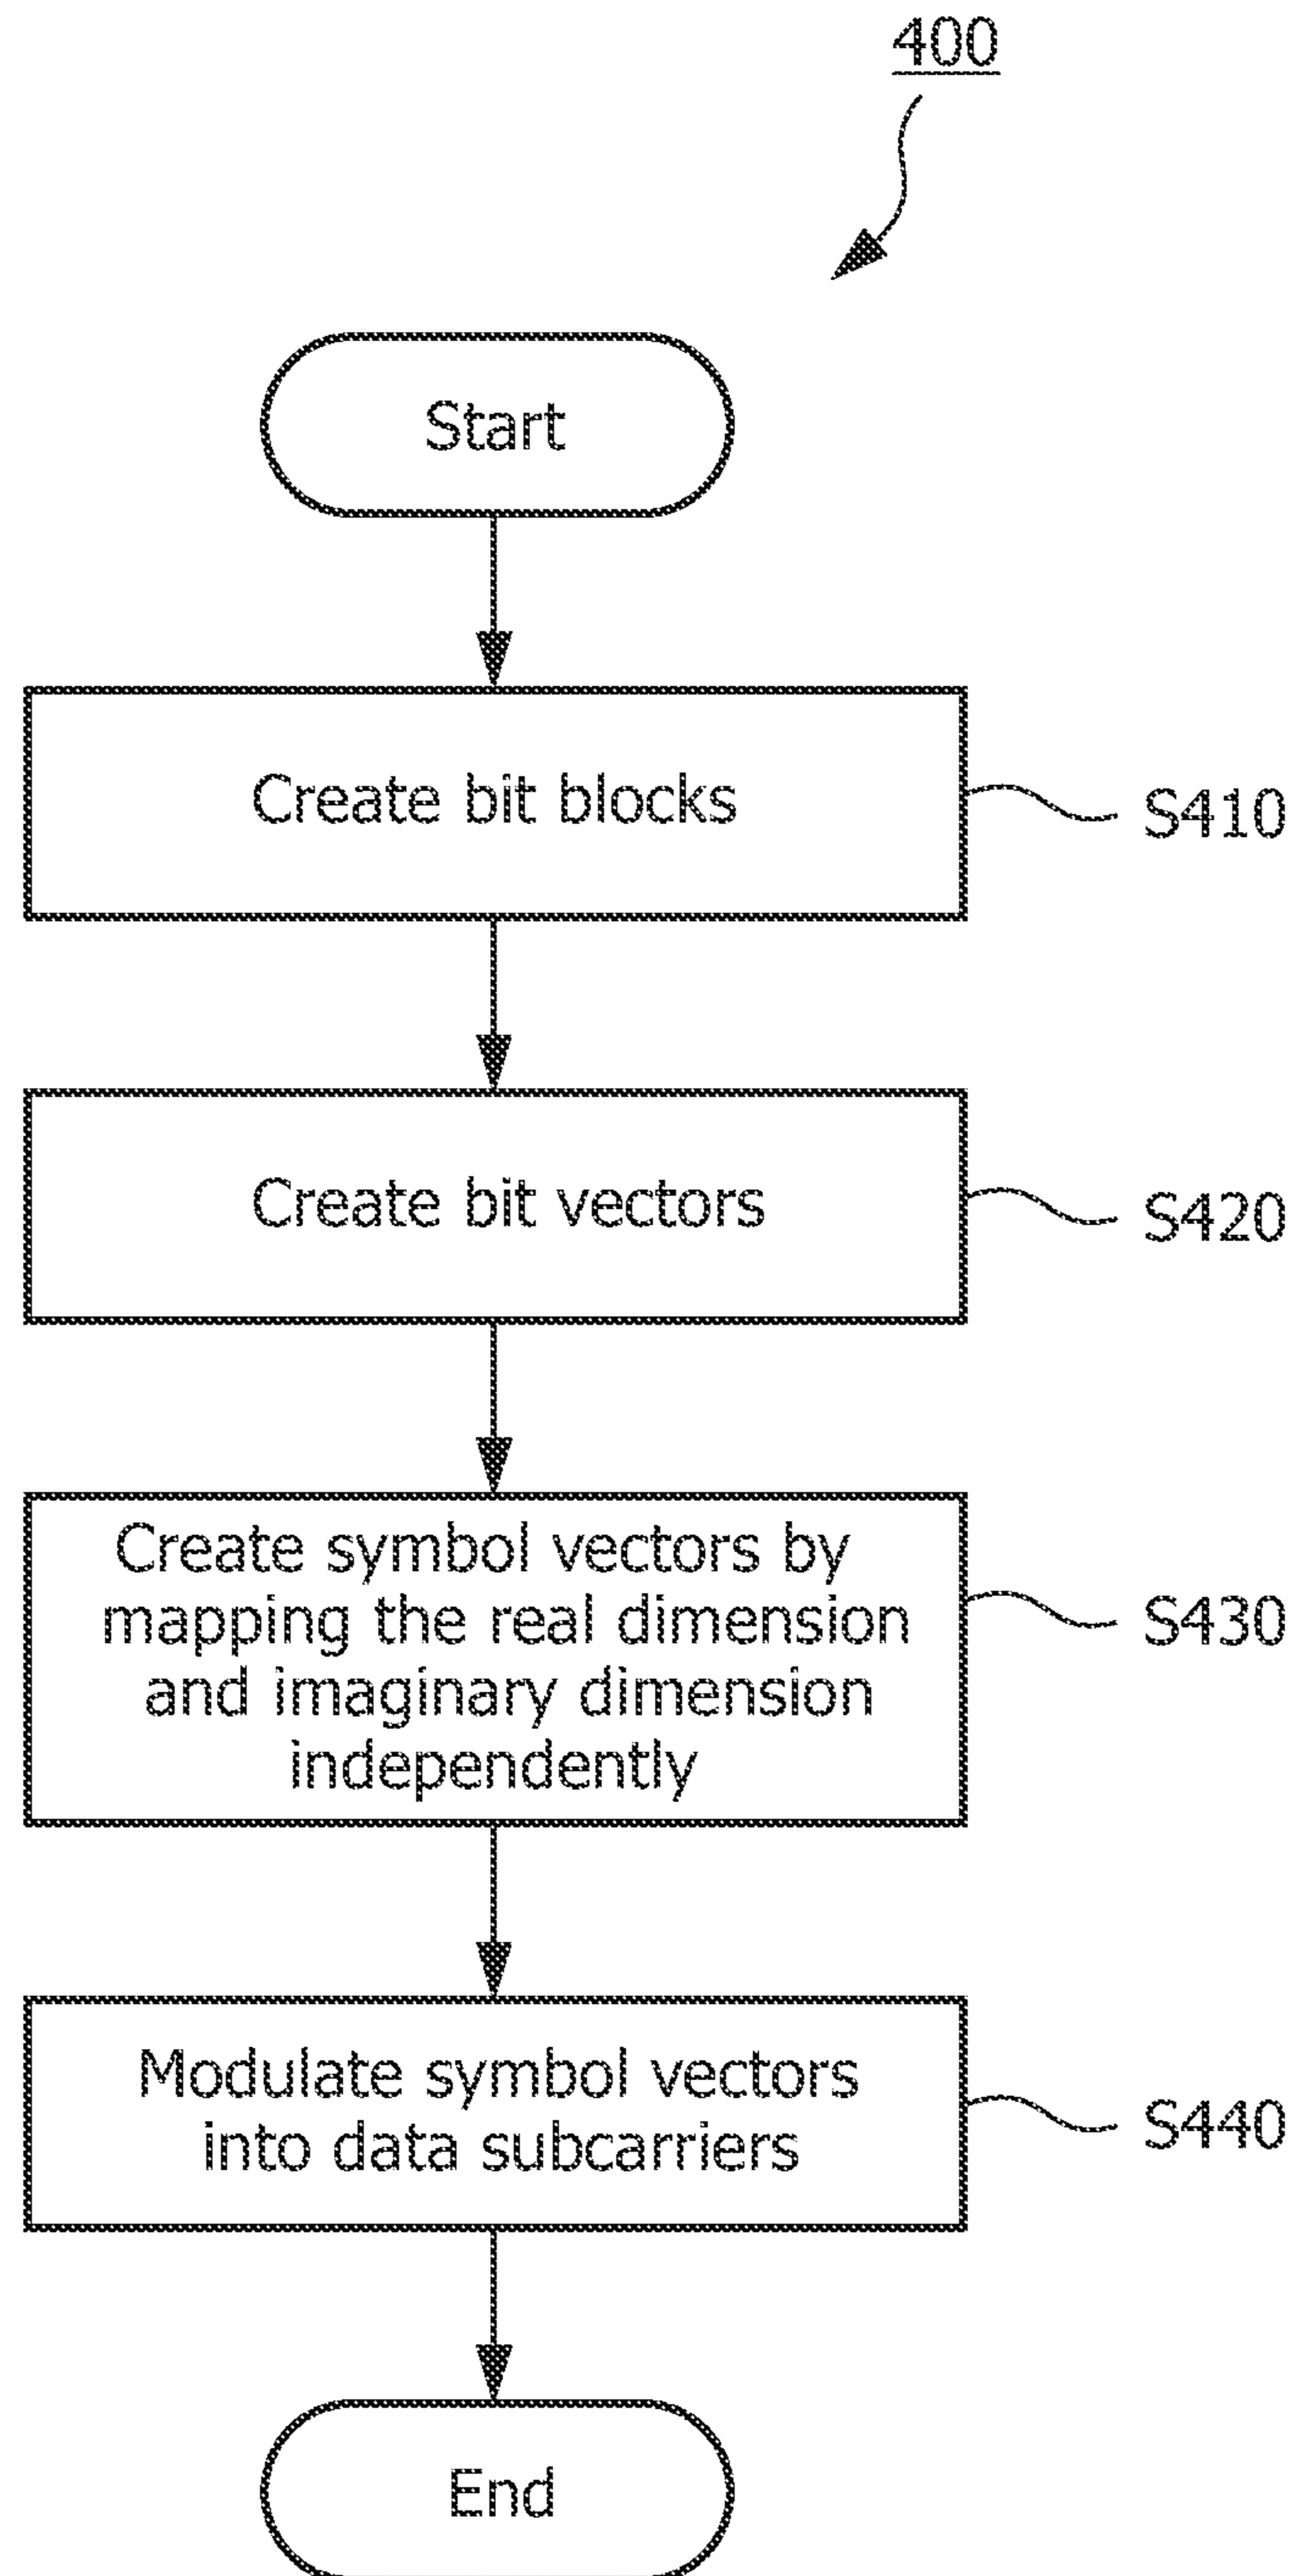 400
Start
Create bit blocks
S410
Create bit vectors
S420
Create symbol vectors by
mapping the real dimension
and imaginary dimension
independently
S430
Modulate symbol vectors
into data subcarriers
S440
End